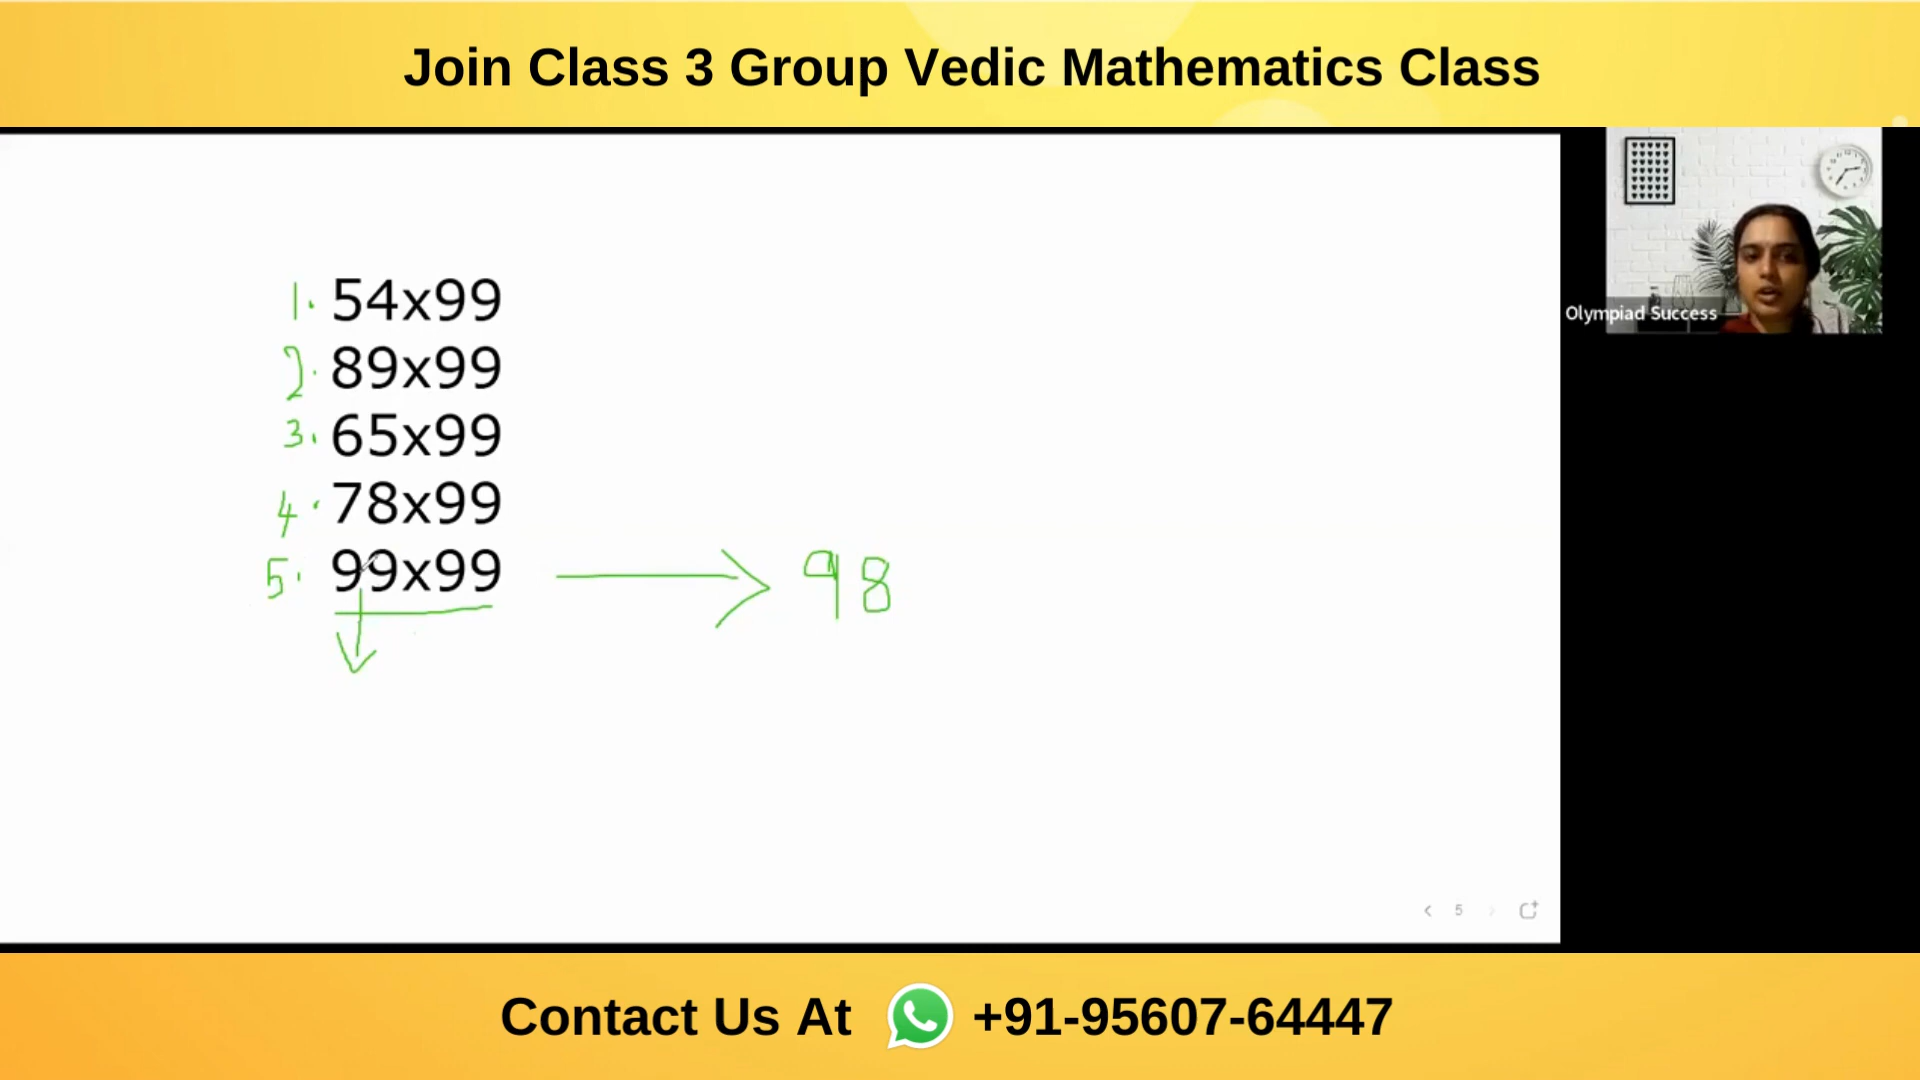 Join Class 3 Group Vedic Mathematics Class
1. 54x99
2. 89x99
3. 65x99
4. 78x99
5. 99x99
98
Olympiad Success
5
Contact Us At +91-95607-64447